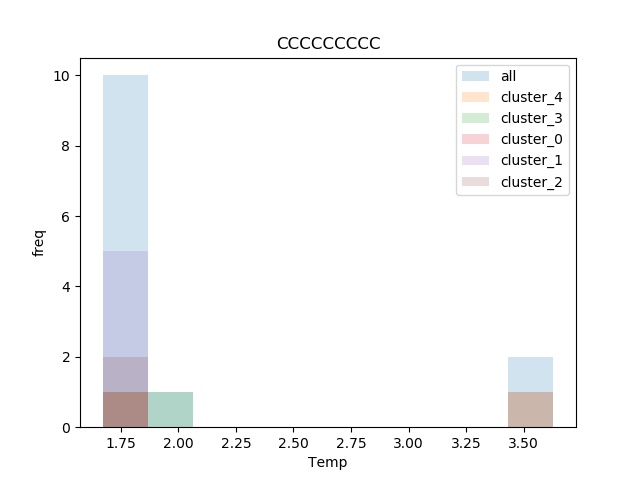 CCCCCCCCC
all
cluster_4
cluster_3
cluster_0
cluster_1
cluster_2
freq
10
8
6
4
2
0
1.75 2.00 2.25 2.50 2.75 3.00 3.25 3.50
Temp